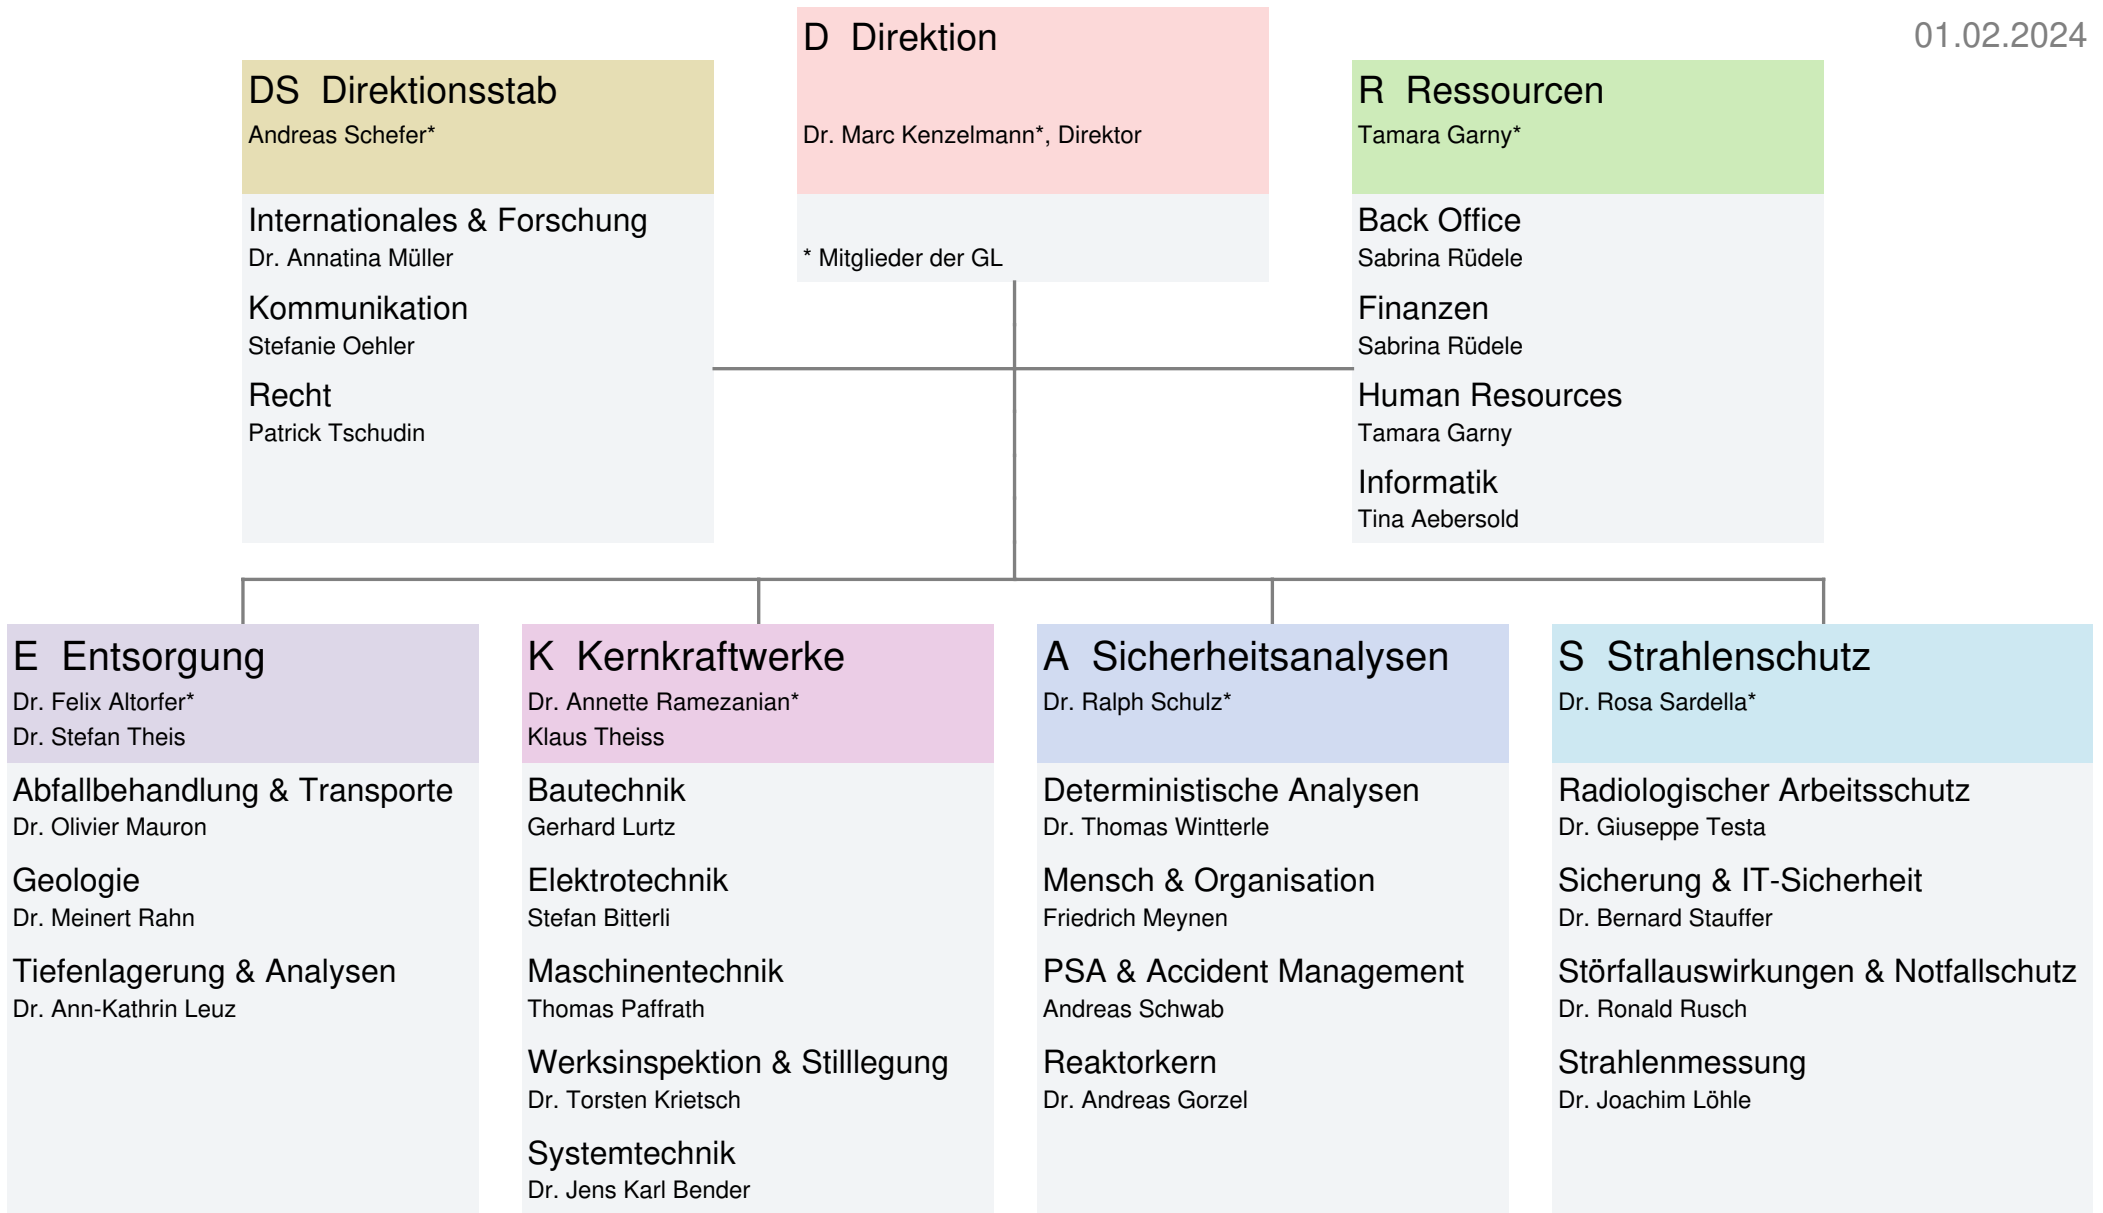 D Direktion
Dr. Marc Kenzelmann*, Direktor
* Mitglieder der GL
01.02.2024
DS Direktionsstab
Andreas Schefer*
Internationales & Forschung
Dr. Annatina Müller
Kommunikation
Stefanie Oehler
Recht
Patrick Tschudin
R Ressourcen
Tamara Garny*
Back Office
Sabrina Rüdele
Finanzen
Sabrina Rüdele
Human Resources
Tamara Garny
Informatik
Tina Aebersold
E Entsorgung
Dr. Felix Altorfer*
Dr. Stefan Theis
Abfallbehandlung & Transporte
Dr. Olivier Mauron
Geologie
Dr. Meinert Rahn
Tiefenlagerung & Analysen
Dr. Ann-Kathrin Leuz
K Kernkraftwerke
Dr. Annette Ramezanian*
Klaus Theiss
Bautechnik
Gerhard Lurtz
Elektrotechnik
Stefan Bitterli
Maschinentechnik
Thomas Paffrath
Werksinspektion & Stilllegung
Dr. Torsten Krietsch
Systemtechnik
Dr. Jens Karl Bender
A Sicherheitsanalysen
Dr. Ralph Schulz*
Deterministische Analysen
Dr. Thomas Wintterle
Mensch & Organisation
Friedrich Meynen
PSA & Accident Management
Andreas Schwab
Reaktorkern
Dr. Andreas Gorzel
S Strahlenschutz
Dr. Rosa Sardella*
Radiologischer Arbeitsschutz
Dr. Giuseppe Testa
Sicherung & IT-Sicherheit
Dr. Bernard Stauffer
Störfallauswirkungen & Notfallschutz
Dr. Ronald Rusch
Strahlenmessung
Dr. Joachim Löhle